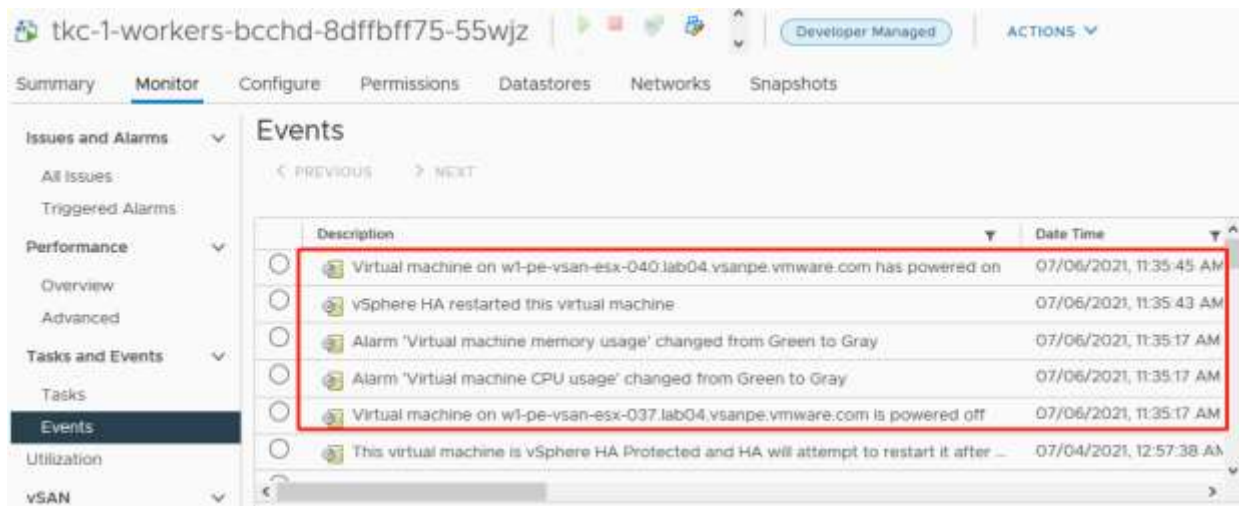 tkc-1-workers-bcchd-8dffbff75-55wjz Developer Managed ACTIONS
Summary Monitor Configure Permissions Datastores Networks Snapshots
Issues and Alarms
All Issues
Triggered Alarms
Performance
Overview
Advanced
Tasks and Events
Tasks
Events
Utilization
vSAN
Events
< PREVIOUS > NEXT
Description Date Time
Virtual machine on w1-pe-vsan-esx-040.lab04.vsanpe.vmware.com has powered on 07/06/2021, 11:35:45 AM
vSphere HA restarted this virtual machine 07/06/2021, 11:35:43 AM
Alarm 'Virtual machine memory usage' changed from Green to Gray 07/06/2021, 11:35:17 AM
Alarm 'Virtual machine CPU usage' changed from Green to Gray 07/06/2021, 11:35:17 AM
Virtual machine on w1-pe-vsan-esx-037.lab04.vsanpe.vmware.com is powered off 07/06/2021, 11:35:17 AM
This virtual machine is vSphere HA Protected and HA will attempt to restart it after ... 07/04/2021, 12:57:38 AM